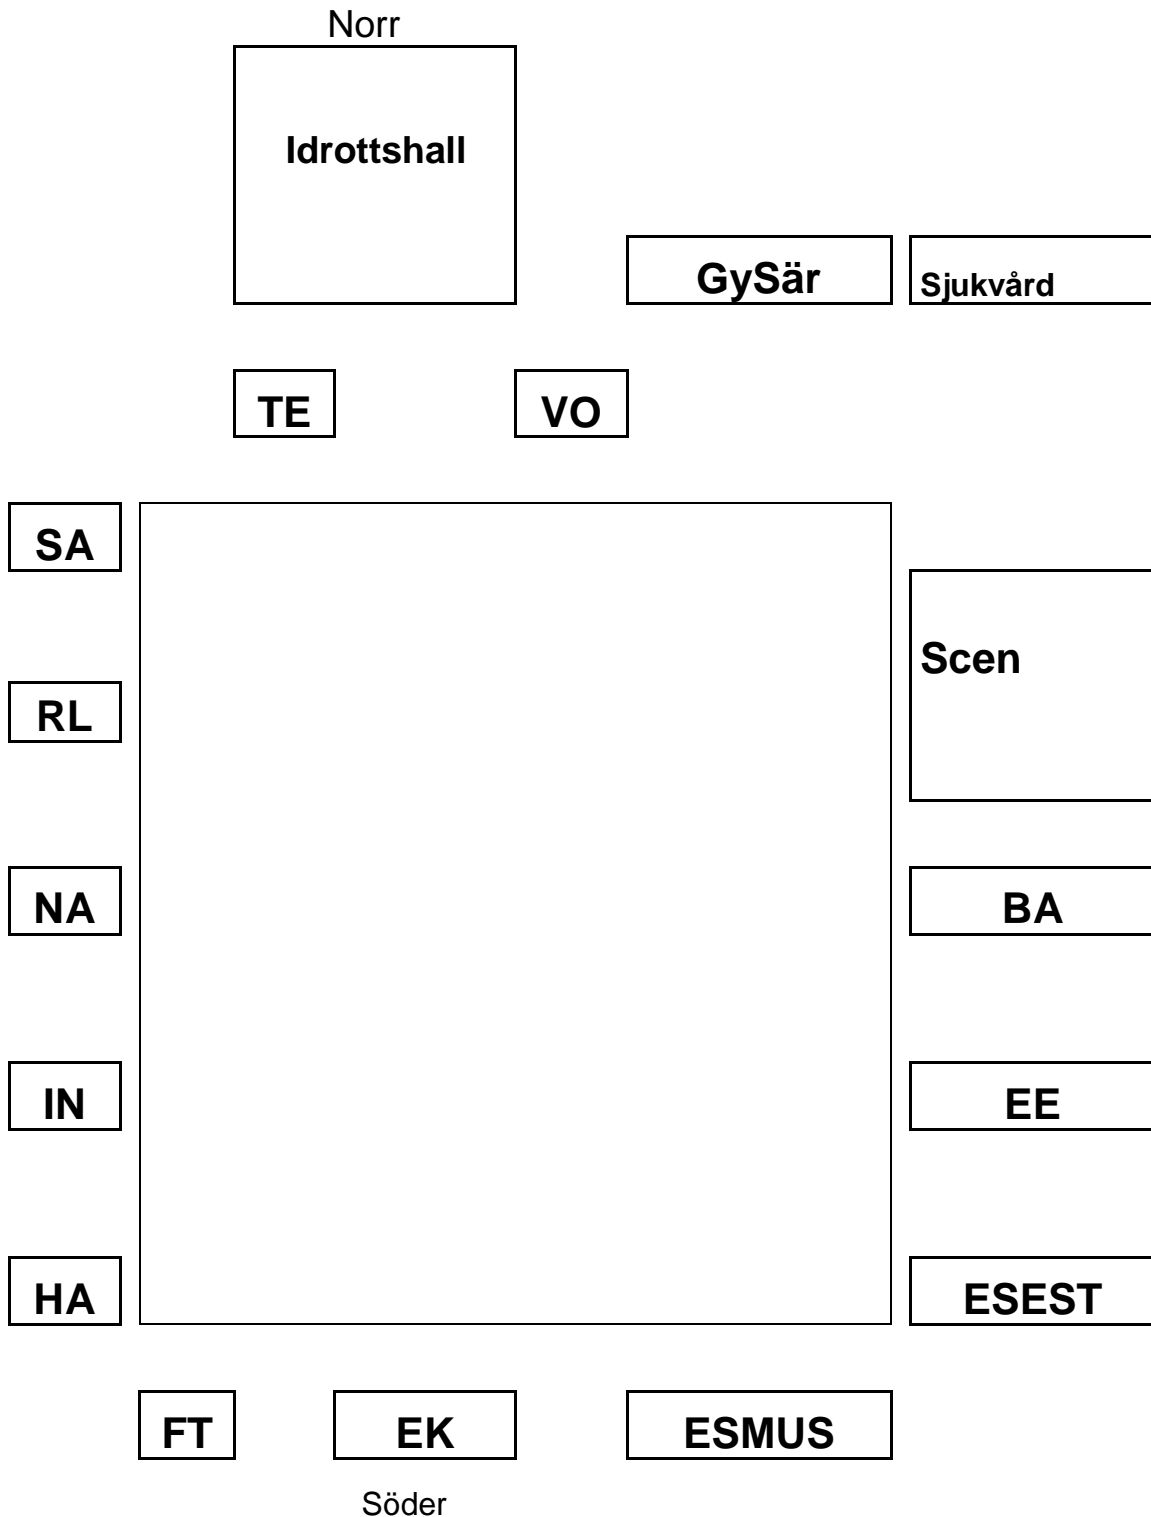 Norr
Idrottshall
GySär
Sjukvård
TE
VO
SA
Scen
RL
NA
BA
IN
EE
HA
ESEST
FT
EK
ESMUS
Söder